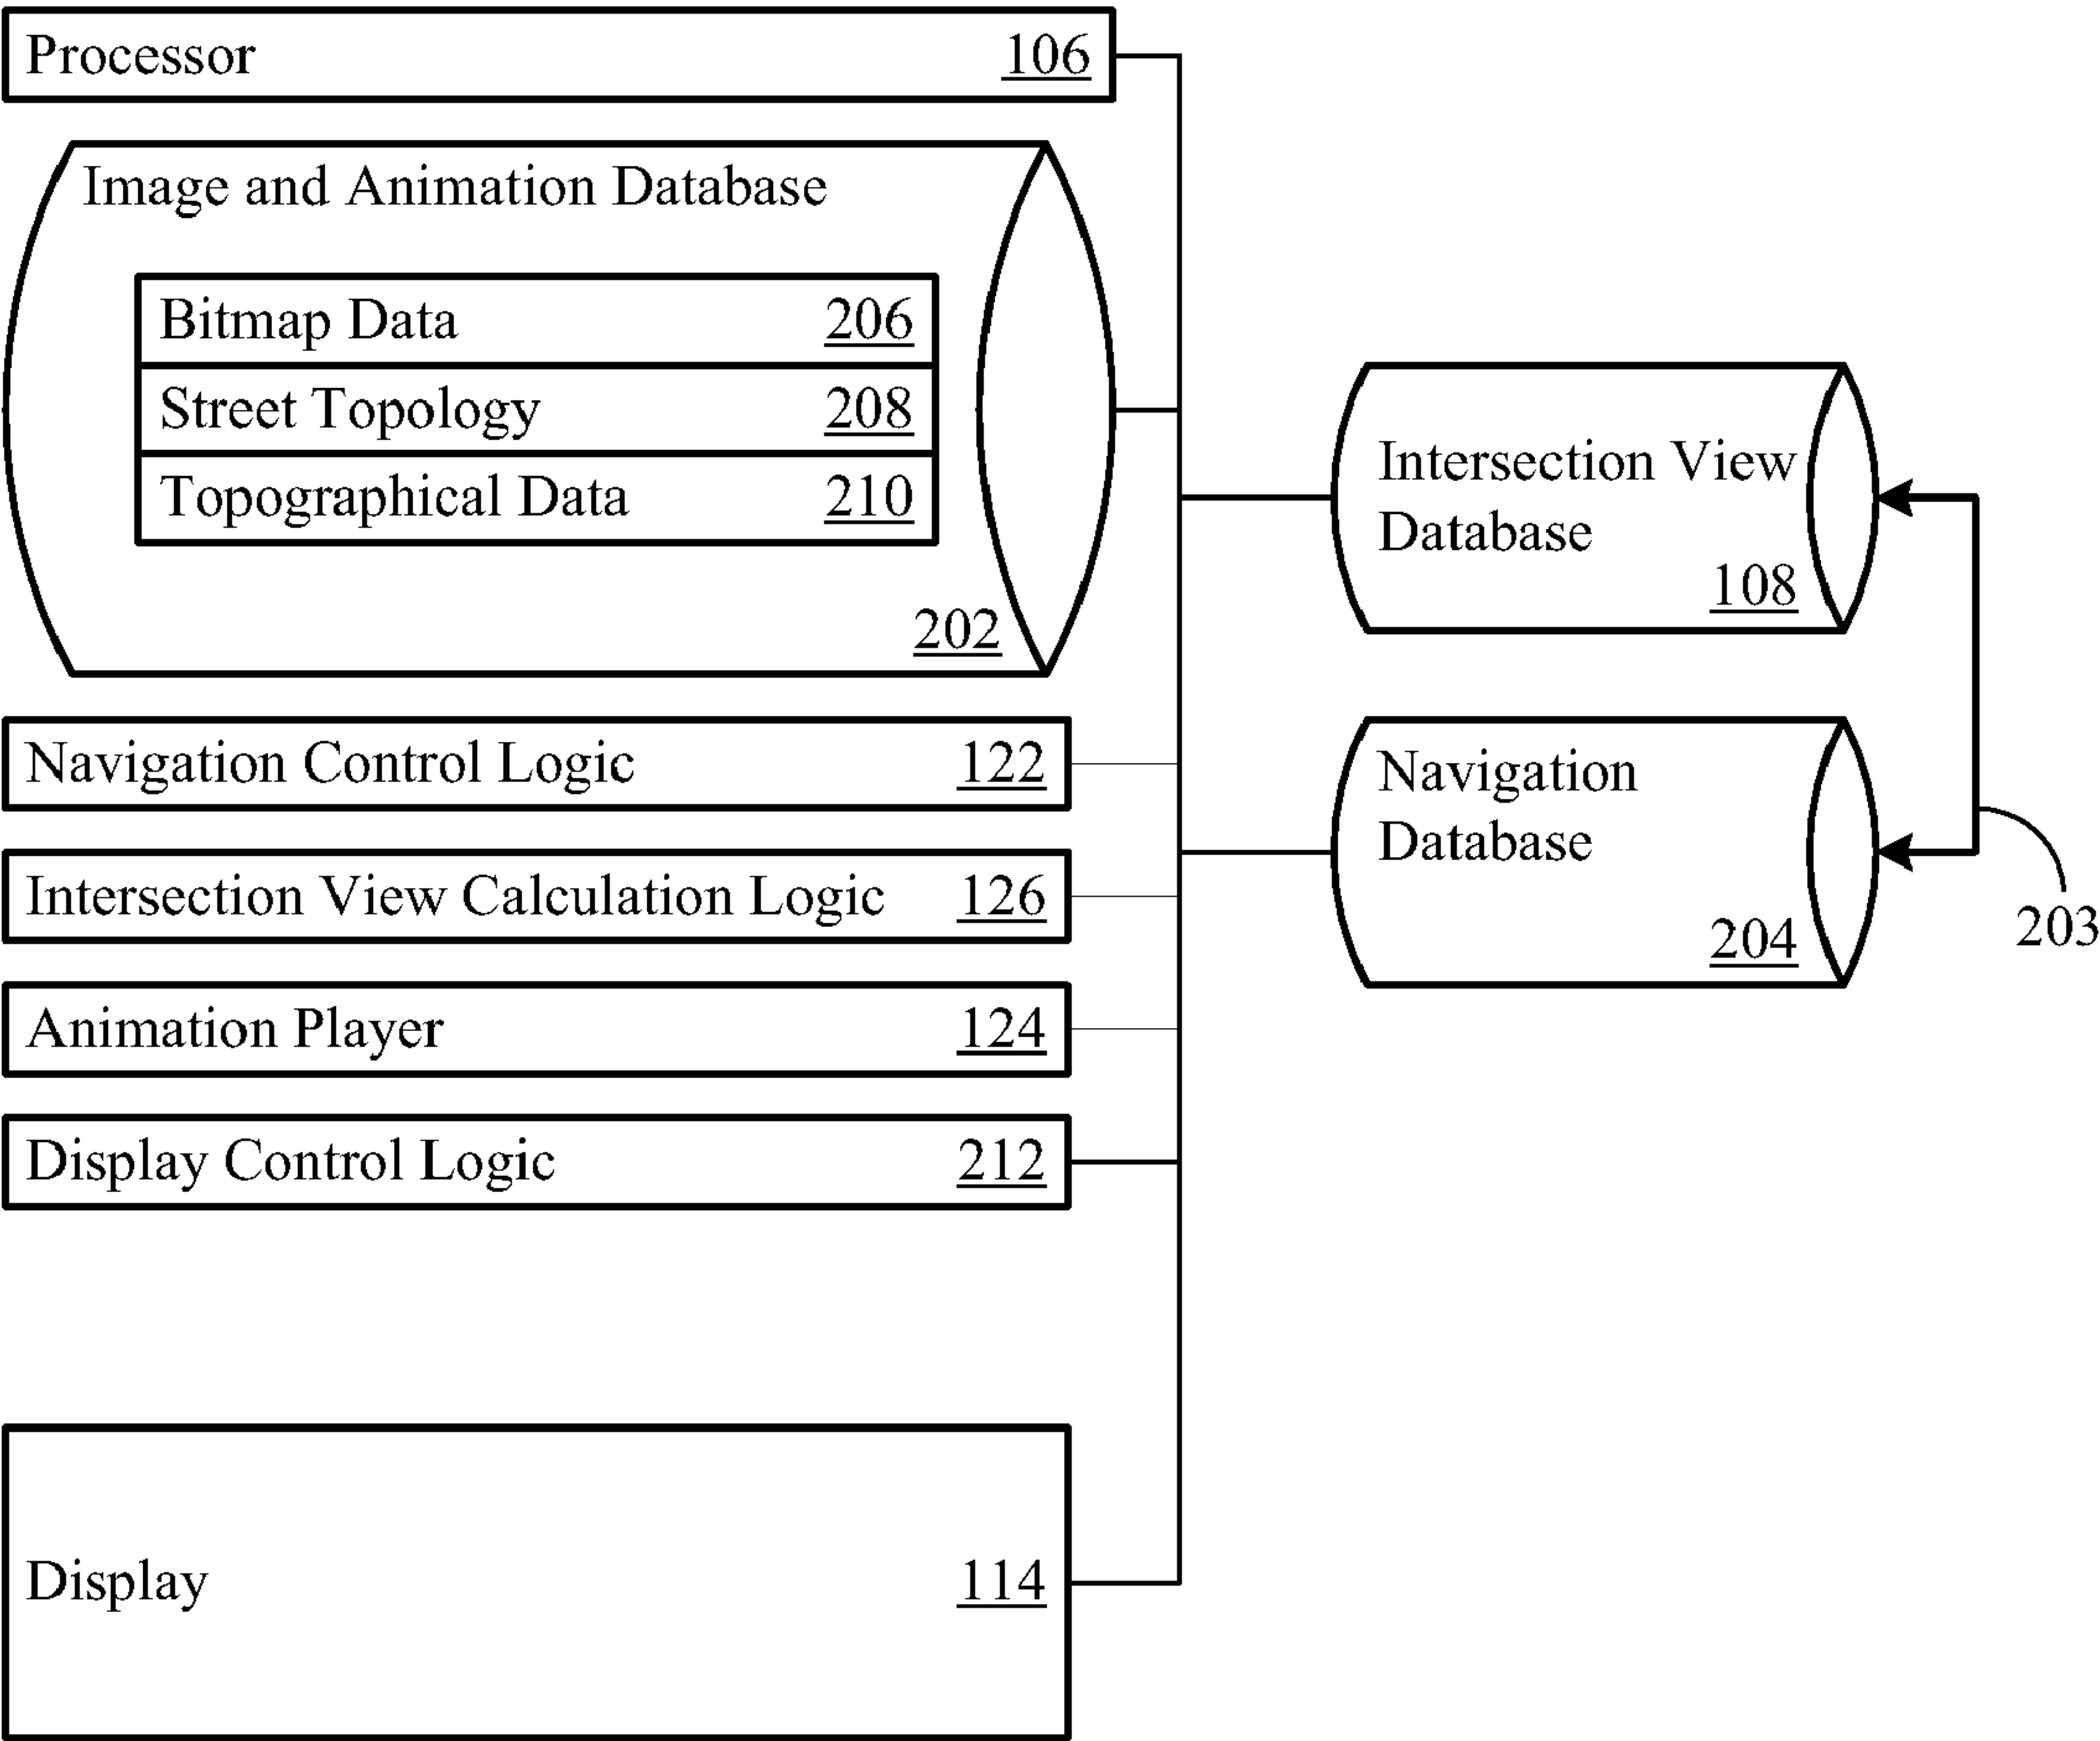 Processor 106
Image and Animation Database
Bitmap Data 206
Street Topology 208
Topographical Data 210
202
Navigation Control Logic 122
Intersection View Calculation Logic 126
Animation Player 124
Display Control Logic 212
Display 114
Intersection View
Database
108
Navigation
Database
204
203